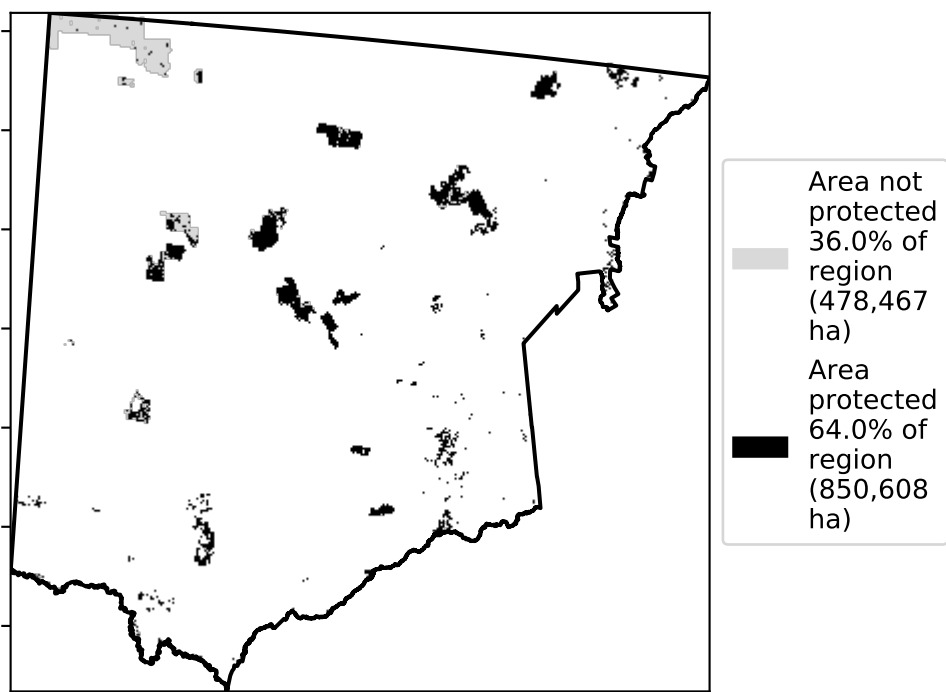 Area not
protected
36.0% of
region
(478,467
ha)
Area
protected
64.0% of
region
(850,608
ha)